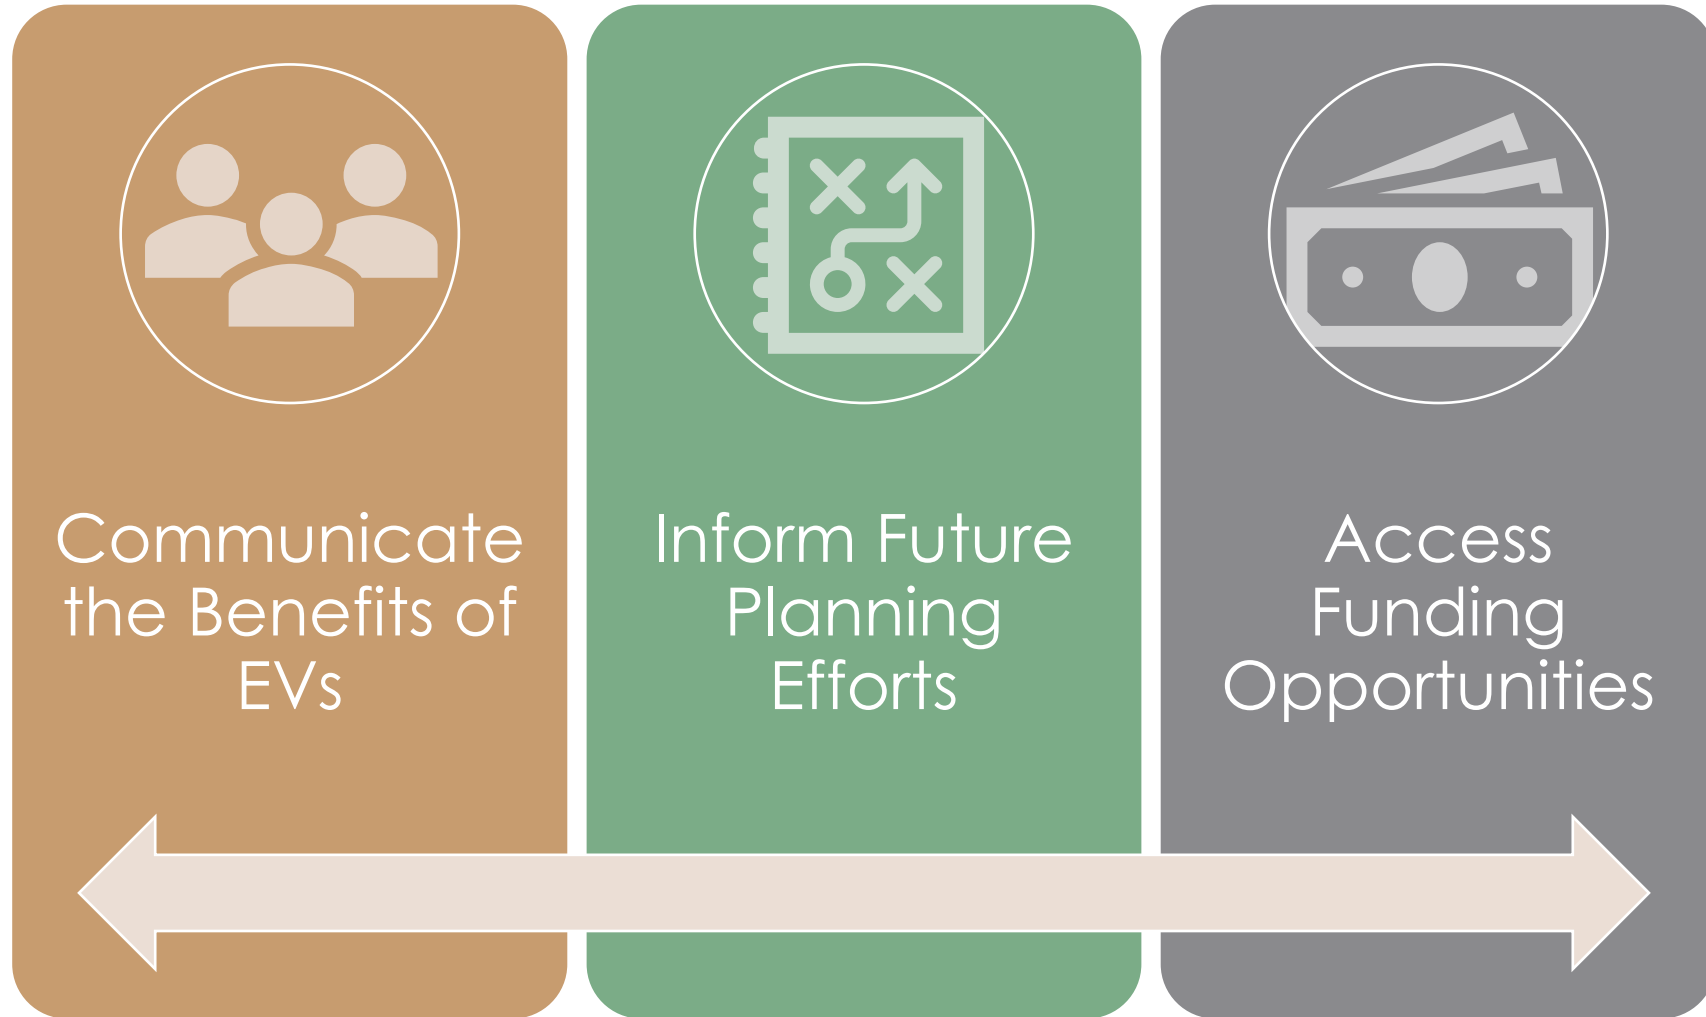 Communicate
the Benefits of
EVs
Inform Future
Planning
Efforts
Access
Funding
Opportunities